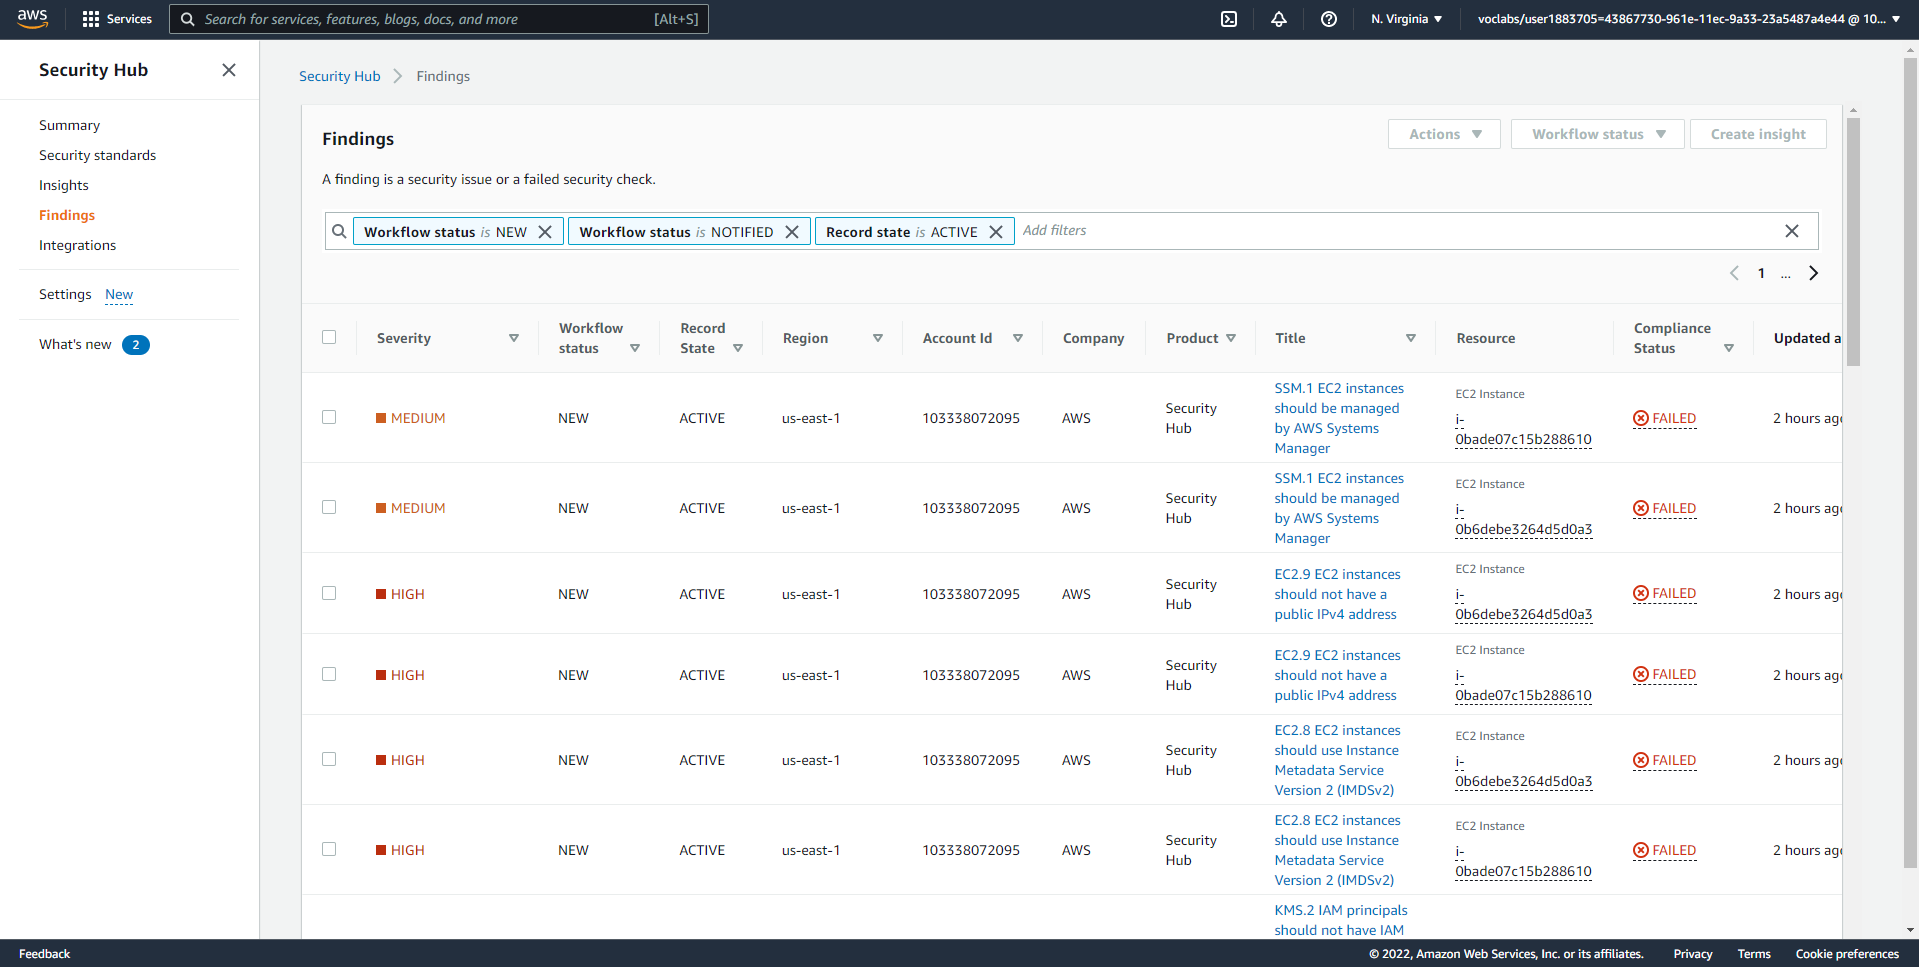 aws
Services
Search for services, features, blogs, docs, and more
[Alt+S]
N. Virginia
voclabs/user1883705=43867730-961e-11ec-9a33-23a5487a4e44 @ 10...
Security Hub
Summary
Security standards
Insights
Findings
Integrations
Settings New
What's new 2
Security Hub Findings
Findings
Actions
Workflow status
Create insight
A finding is a security issue or a failed security check.
Workflow status is NEW
Workflow status is NOTIFIED
Record state is ACTIVE
Add filters
1 ...
Severity
Workflow
status
Record
State
Region
Account Id
Company
Product
Title
Resource
Compliance
Status
Updated a
MEDIUM
NEW
ACTIVE
us-east-1
103338072095
AWS
Security
Hub
SSM.1 EC2 instances
should be managed
by AWS Systems
Manager
EC2 Instance
i-
0bade07c15b288610
FAILED
2 hours ago
MEDIUM
NEW
ACTIVE
us-east-1
103338072095
AWS
Security
Hub
SSM.1 EC2 instances
should be managed
by AWS Systems
Manager
EC2 Instance
i-
0b6debe3264d5d0a3
FAILED
2 hours ago
HIGH
NEW
ACTIVE
us-east-1
103338072095
AWS
Security
Hub
EC2.9 EC2 instances
should not have a
public IPv4 address
EC2 Instance
i-
0b6debe3264d5d0a3
FAILED
2 hours ago
HIGH
NEW
ACTIVE
us-east-1
103338072095
AWS
Security
Hub
EC2.9 EC2 instances
should not have a
public IPv4 address
EC2 Instance
i-
0bade07c15b288610
FAILED
2 hours ago
HIGH
NEW
ACTIVE
us-east-1
103338072095
AWS
Security
Hub
EC2.8 EC2 instances
should use Instance
Metadata Service
Version 2 (IMDSv2)
EC2 Instance
i-
0b6debe3264d5d0a3
FAILED
2 hours ago
HIGH
NEW
ACTIVE
us-east-1
103338072095
AWS
Security
Hub
EC2.8 EC2 instances
should use Instance
Metadata Service
Version 2 (IMDSv2)
EC2 Instance
i-
0bade07c15b288610
FAILED
2 hours ago
KMS.2 IAM principals
should not have IAM
Feedback
© 2022, Amazon Web Services, Inc. or its affiliates.
Privacy
Terms
Cookie preferences